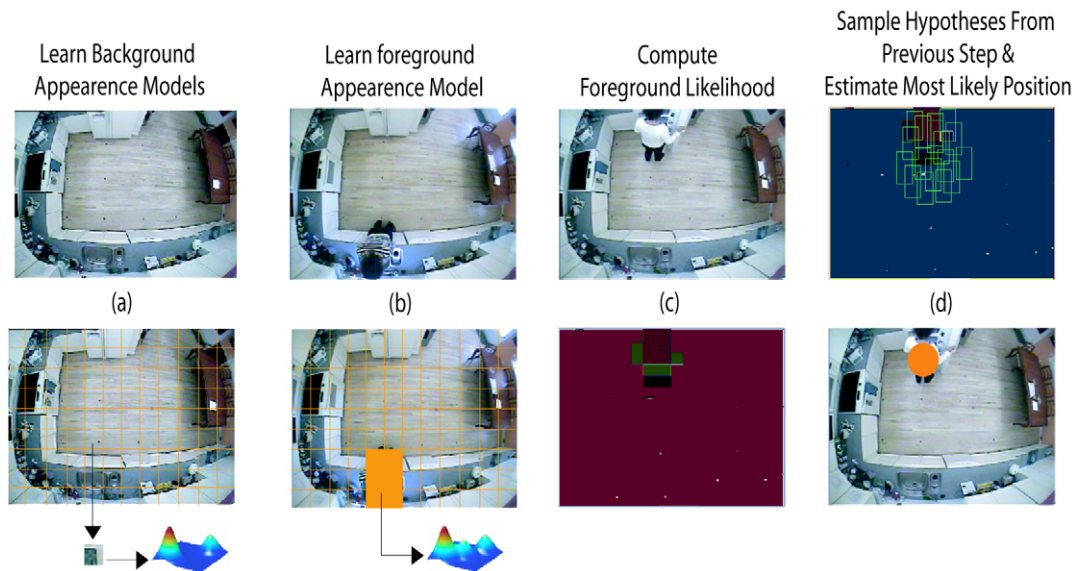 Learn Background
Appearence Models
Learn foreground
Appearence Model
Compute
Foreground Likelihood
Sample Hypotheses From
Previous Step &
Estimate Most Likely Position
(a)
(b)
(c)
(d)